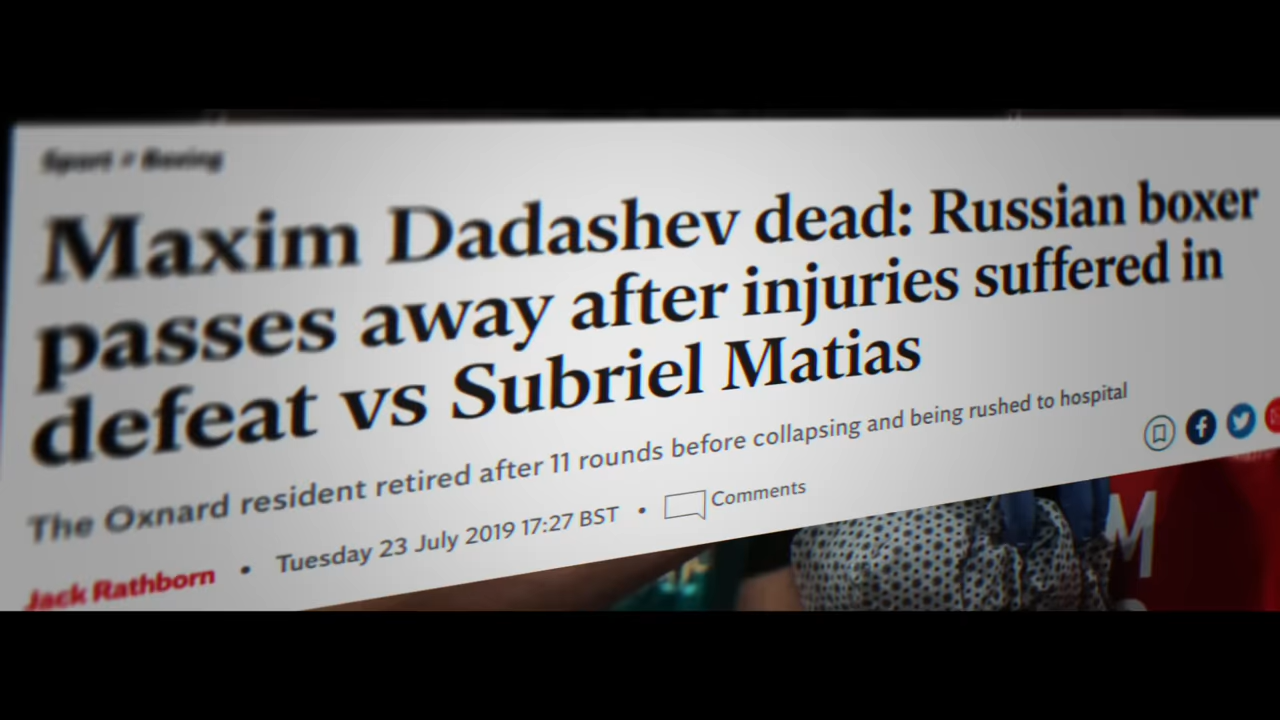 Sport > Boxing
Maxim Dadashev dead: Russian boxer
passes away after injuries suffered in
defeat vs Subriel Matias
The Oxnard resident retired after 11 rounds before collapsing and being rushed to hospital
Jack Rathborn • Tuesday 23 July 2019 17:27 BST • Comments
M